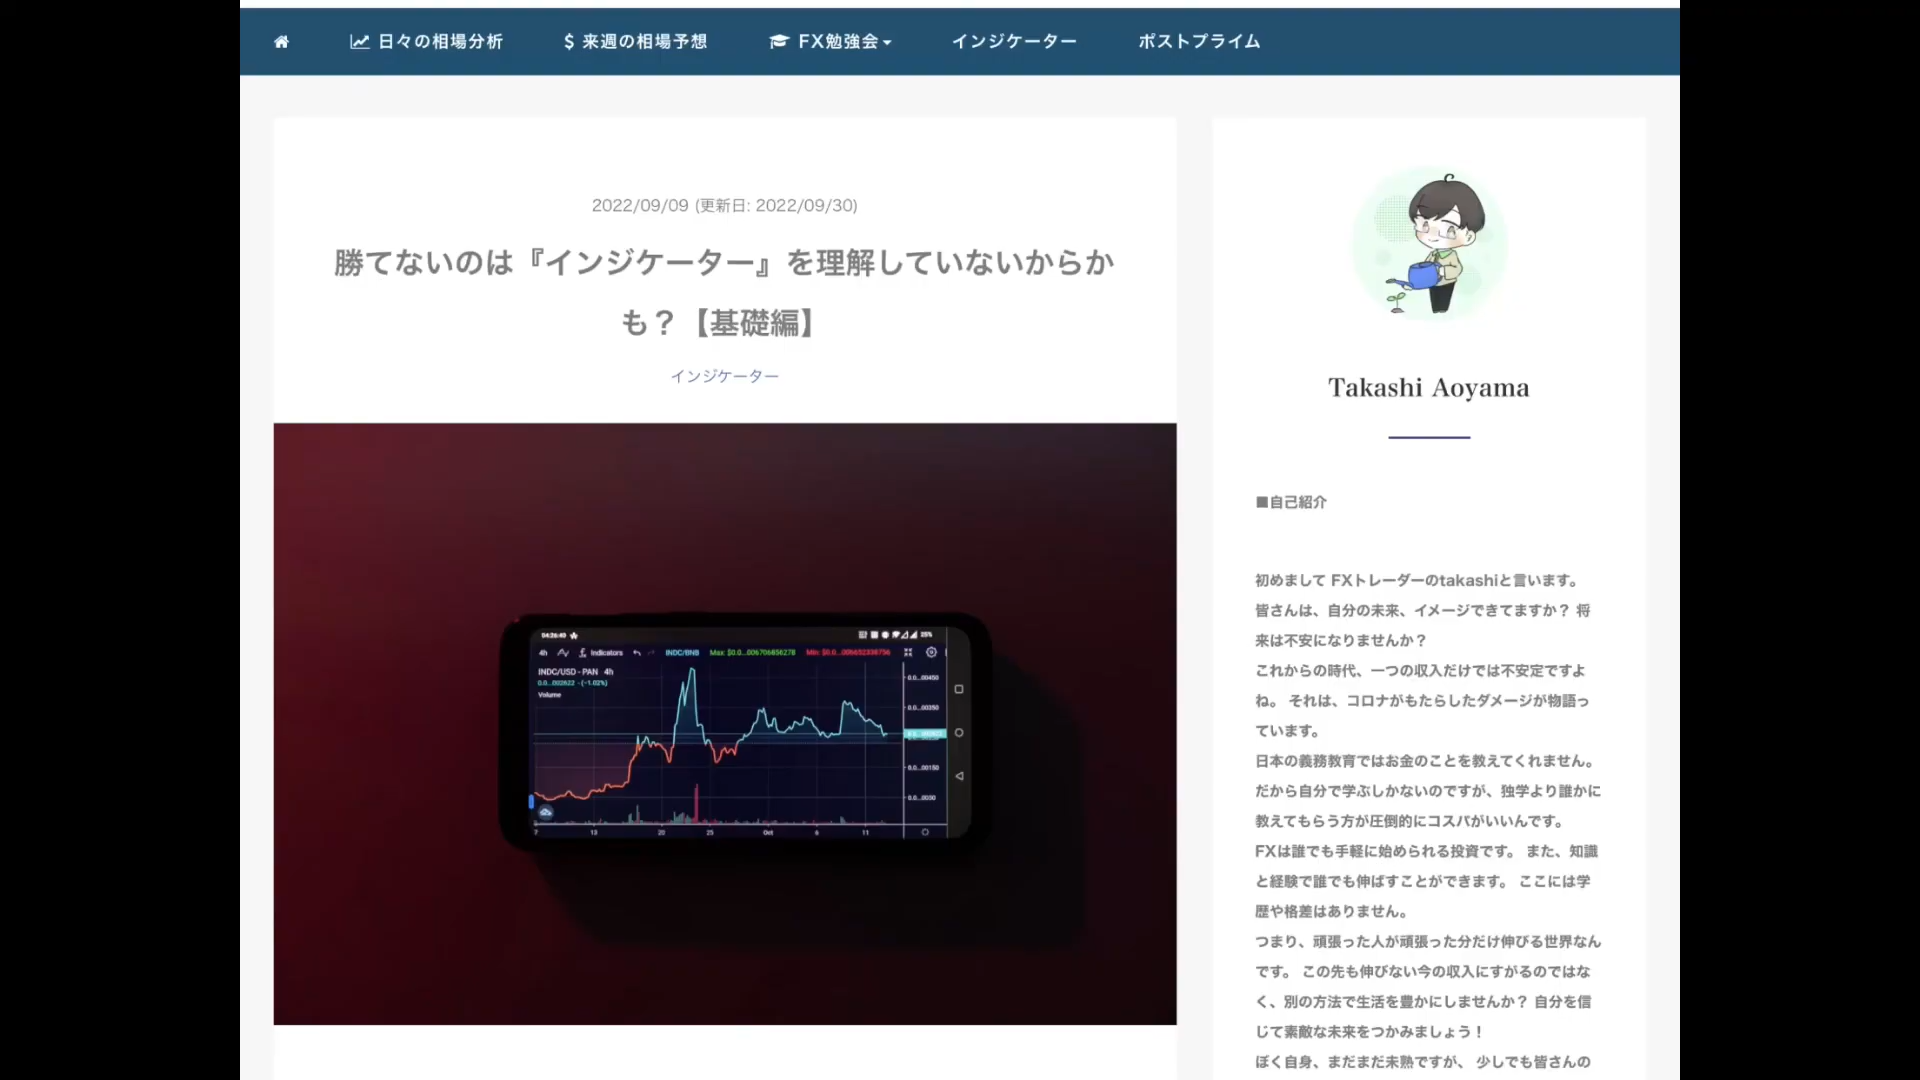 日々の相場分析
$ 来週の相場予想
FX勉強会
インジケーター
ポストプライム
2022/09/09 (更新日: 2022/09/30)
勝てないのは『インジケーター』を理解していないからか
も？【基礎編】
インジケーター
04:26:40
25%
4h
Indicators
INDC/BNB
INDC/USD - PAN 4h
Volume
7
13
20
25
Oct
6
11
Takashi Aoyama
■自己紹介
初めまして FXトレーダーのtakashiと言います。
皆さんは、自分の未来、イメージできてますか？ 将
来は不安になりませんか？
これからの時代、一つの収入だけでは不安定ですよ
ね。 それは、コロナがもたらしたダメージが物語っ
ています。
日本の義務教育ではお金のことを教えてくれません。
だから自分で学ぶしかないのですが、独学より誰かに
教えてもらう方が圧倒的にコスパがいいんです。
FXは誰でも手軽に始められる投資です。 また、知識
と経験で誰でも伸ばすことができます。 ここには学
歴や格差はありません。
つまり、頑張った人が頑張った分だけ伸びる世界なん
です。 この先も伸びない今の収入にすがるのではな
く、別の方法で生活を豊かにしませんか？ 自分を信
じて素敵な未来をつかみましょう！
ぼく自身、まだまだ未熟ですが、 少しでも皆さんの